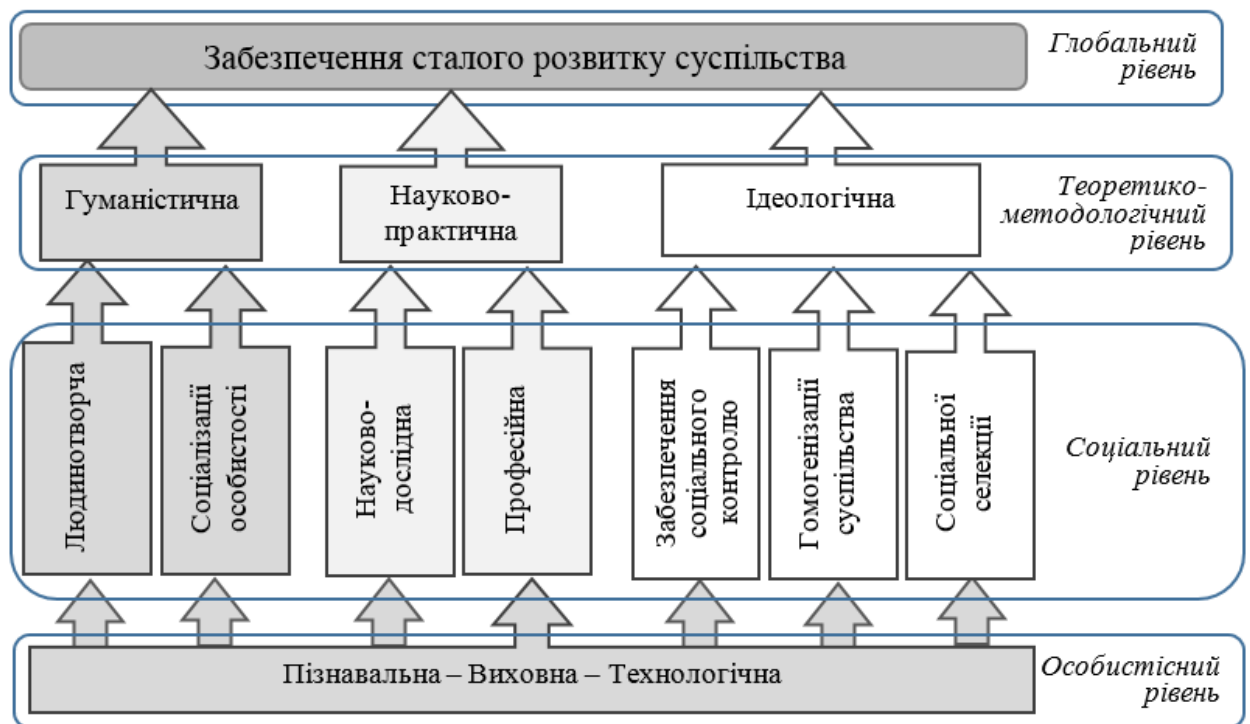 Забезпечення сталого розвитку суспільства
Глобальний
рівень
Гуманістична
Науково-
практична
Ідеологічна
Теоретико-
методологічний
рівень
Людинотворча
Соціалізації
особистості
Науково-
дослідна
Професійна
Забезпечення
соціального
контролю
Гомогенізації
суспільства
Соціальної
селекції
Соціальний
рівень
Пізнавальна – Виховна – Технологічна
Особистісний
рівень